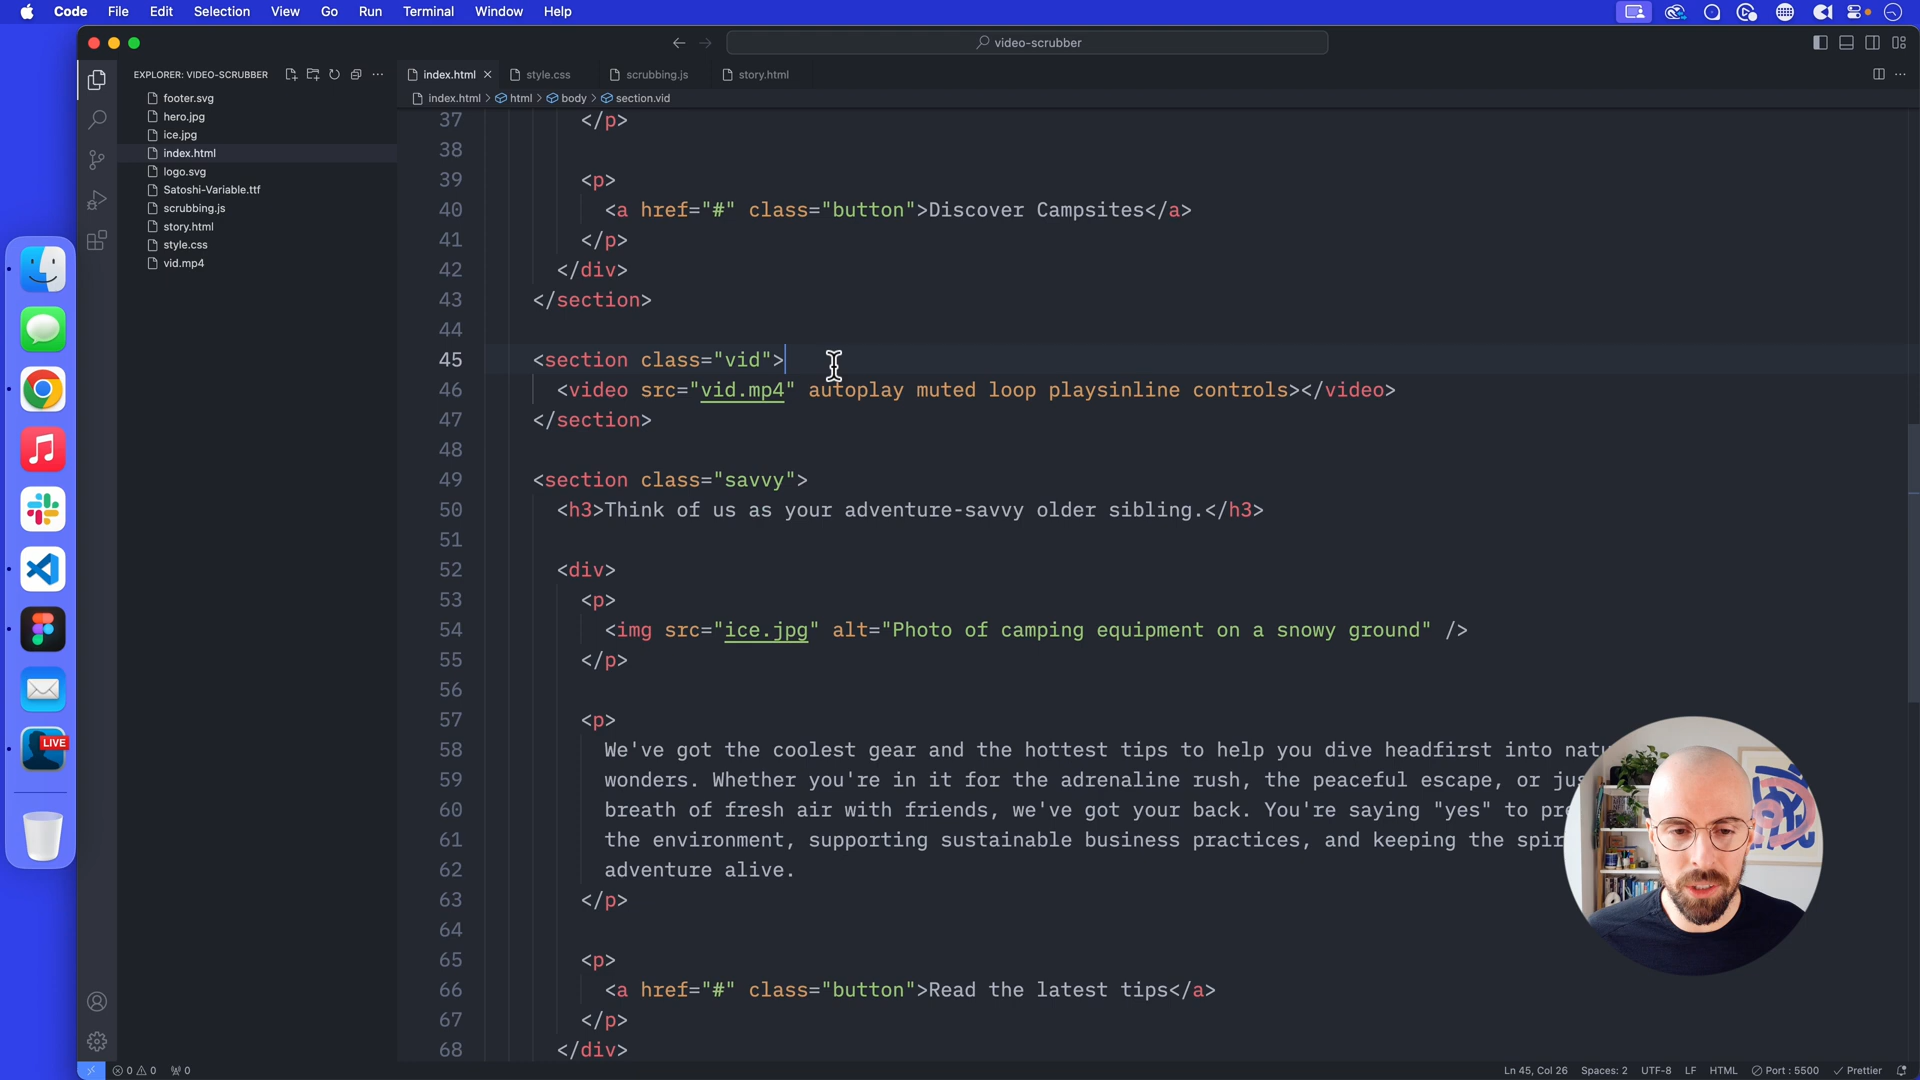 Code File Edit Selection View Go Run Terminal Window Help
video-scrubber
EXPLORER: VIDEO-SCRUBBER
footer.svg
hero.jpg
ice.jpg
index.html
logo.svg
Satoshi-Variable.ttf
scrubbing.js
story.html
style.css
vid.mp4
index.html style.css scrubbing.js story.html
index.html > html > body > section.vid
37 </p>
38
39 <p>
40 <a href="#" class="button">Discover Campsites</a>
41 </p>
42 </div>
43 </section>
44
45 <section class="vid">
46 <video src="vid.mp4" autoplay muted loop playsinline controls></video>
47 </section>
48
49 <section class="savvy">
50 <h3>Think of us as your adventure-savvy older sibling.</h3>
51
52 <div>
53 <p>
54 <img src="ice.jpg" alt="Photo of camping equipment on a snowy ground" />
55 </p>
56
57 <p>
58 We've got the coolest gear and the hottest tips to help you dive headfirst into
59 wonders. Whether you're in it for the adrenaline rush, the peaceful escape, or
60 breath of fresh air with friends, we've got your back. You're saying "yes" to
61 the environment, supporting sustainable business practices, and keeping the
62 adventure alive.
63 </p>
64
65 <p>
66 <a href="#" class="button">Read the latest tips</a>
67 </p>
68 </div>
LIVE
0 0 0
Ln 45, Col 26 Spaces: 2 UTF-8 LF HTML Port : 5500 Prettier